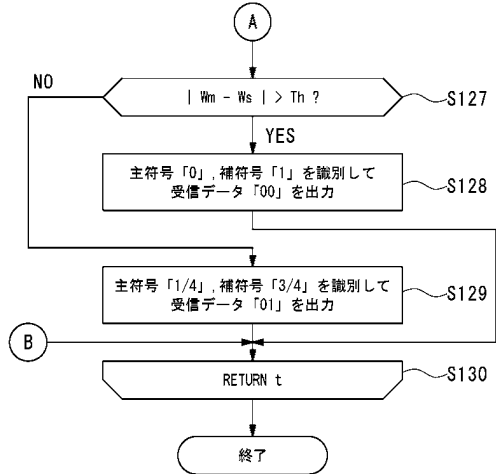 A
NO
| Wm - Ws | > Th ?
S127
YES
主符号「0」,補符号「1」を識別して
受信データ「00」を出力
S128
主符号「1/4」,補符号「3/4」を識別して
受信データ「01」を出力
S129
B
RETURN t
S130
終了